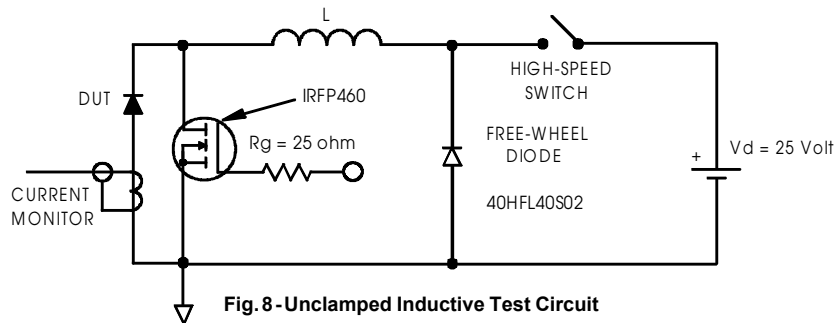 L
HIGH-SPEED
SWITCH
DUT
IRFP460
Rg = 25 ohm
FREE-WHEEL
DIODE
+
Vd = 25 Volt
CURRENT
MONITOR
40HFL40S02
Fig. 8 - Unclamped Inductive Test Circuit